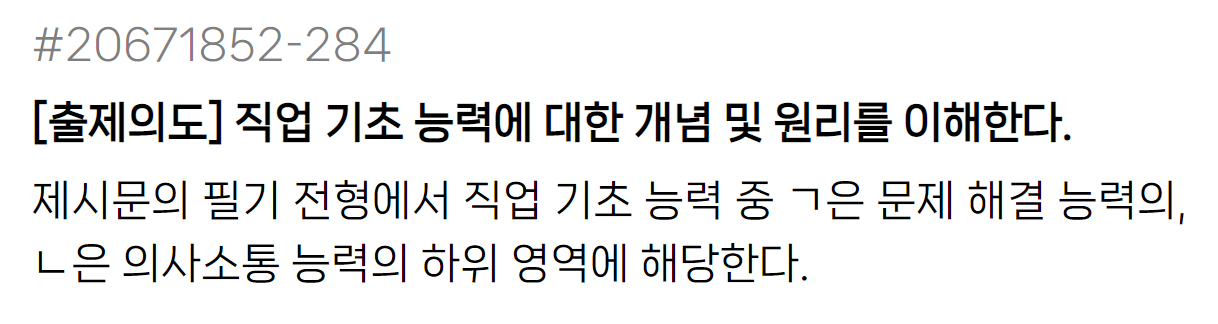 #20671852-284
[출제의도] 직업 기초 능력에 대한 개념 및 원리를 이해한다.
제시문의 필기 전형에서 직업 기초 능력 중 ㄱ은 문제 해결 능력의,
ㄴ은 의사소통 능력의 하위 영역에 해당한다.